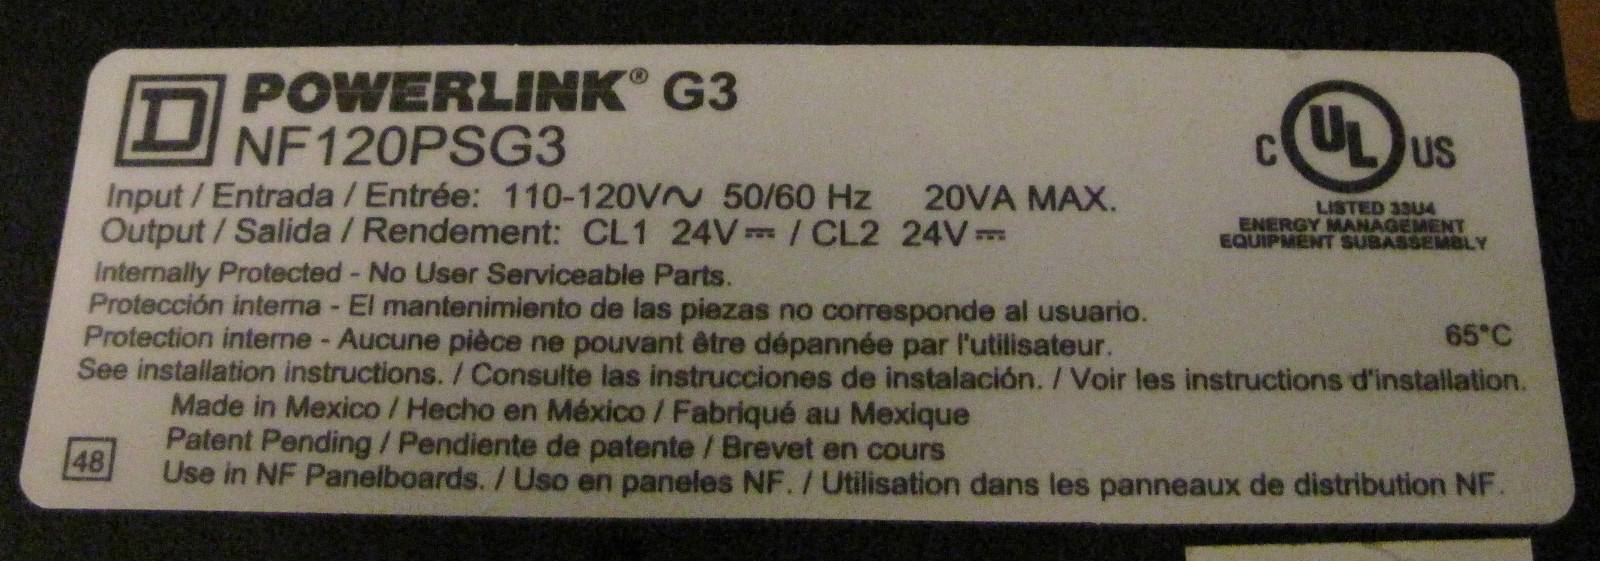 D POWERLINK® G3
NF120PSG3
Input / Entrada / Entrée: 110-120V∿ 50/60 Hz 20VA MAX.
Output / Salida / Rendement: CL1 24V⎓ / CL2 24V⎓
C UL US
LISTED 33U4
ENERGY MANAGEMENT
EQUIPMENT SUBASSEMBLY
Internally Protected - No User Serviceable Parts.
Protección interna - El mantenimiento de las piezas no corresponde al usuario.
Protection interne - Aucune pièce ne pouvant être dépannée par l'utilisateur.
65°C
See installation instructions. / Consulte las instrucciones de instalación. / Voir les instructions d'installation.
Made in Mexico / Hecho en México / Fabriqué au Mexique
Patent Pending / Pendiente de patente / Brevet en cours
48
Use in NF Panelboards. / Uso en paneles NF. / Utilisation dans les panneaux de distribution NF.